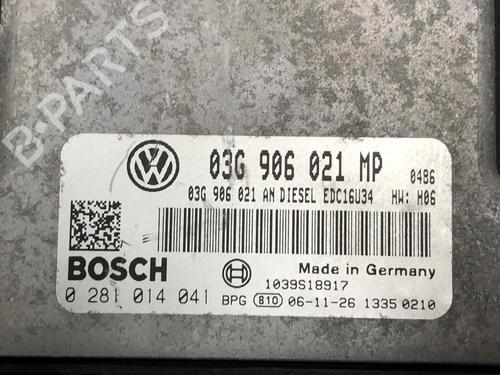 B-PARTS
03G 906 021 MP 0486
03G 906 021 AN DIESEL EDC16U34 HW: H06
BOSCH
Made in Germany
1039S18917
0 281 014 041 BPG 810 06-11-26 1335 0210